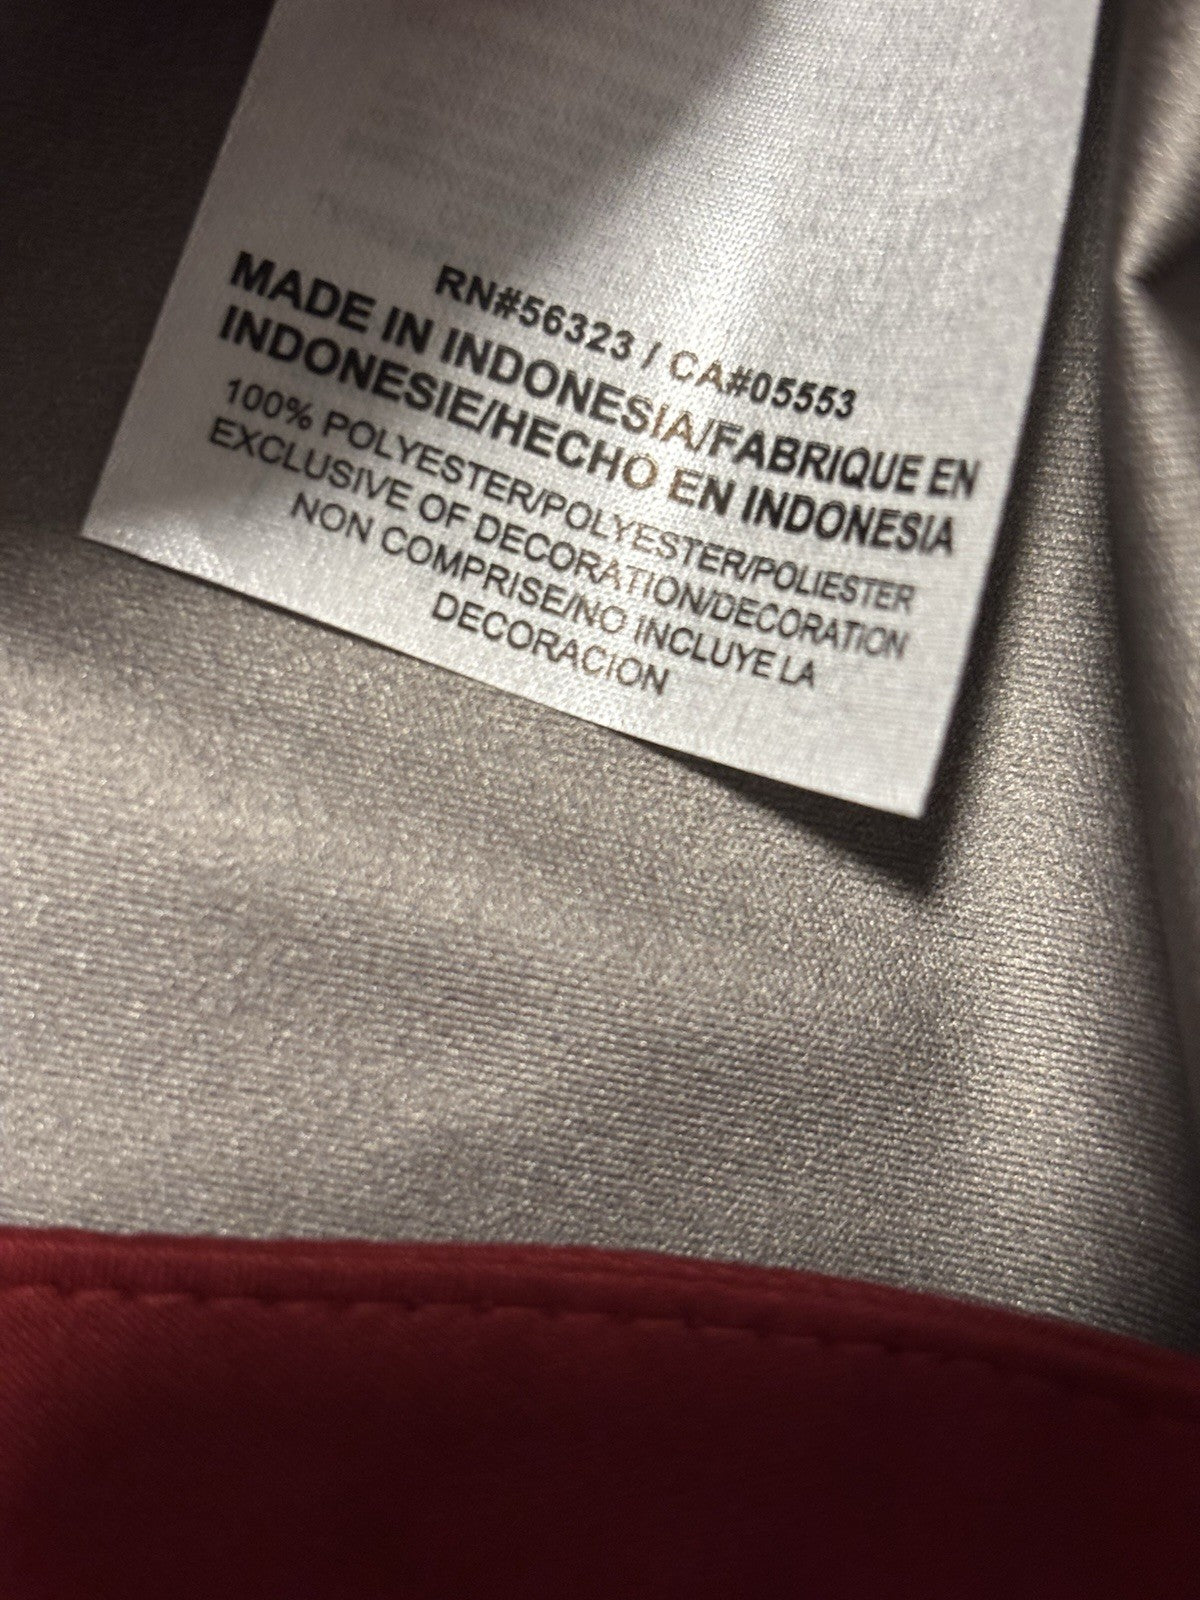 RN#56323 / CA#05553
MADE IN INDONESIA/FABRIQUE EN
INDONESIE/HECHO EN INDONESIA
100% POLYESTER/POLYESTER/POLIESTER
EXCLUSIVE OF DECORATION/DECORATION
NON COMPRISE/NO INCLUYE LA
DECORACION